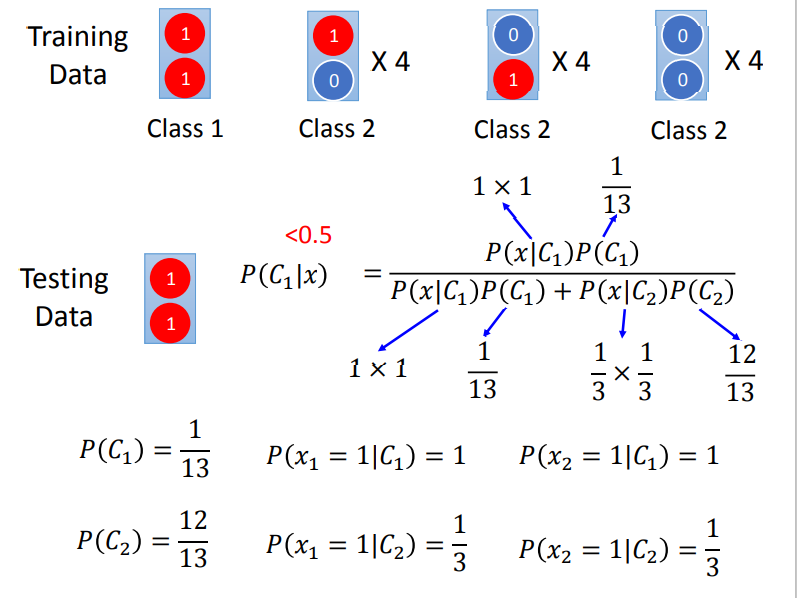 Training
Data
1
1
Class 1
1
0
X 4
Class 2
0
1
X 4
Class 2
0
0
X 4
Class 2
Testing
Data
1
1
<0.5
P(C₁|x) = P(x|C₁)P(C₁) / P(x|C₁)P(C₁) + P(x|C₂)P(C₂)
1 × 1
1/13
1 × 1
1/13
1/3 × 1/3
12/13
P(C₁) = 1/13
P(x₁ = 1|C₁) = 1
P(x₂ = 1|C₁) = 1
P(C₂) = 12/13
P(x₁ = 1|C₂) = 1/3
P(x₂ = 1|C₂) = 1/3